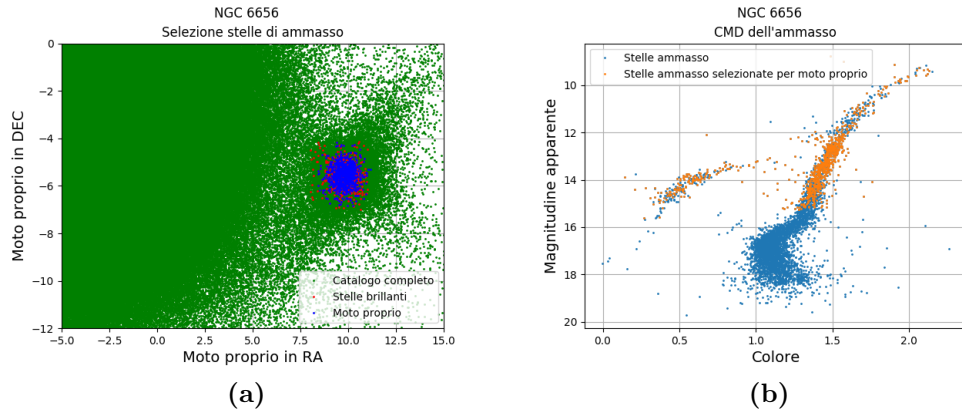 NGC 6656
Selezione stelle di ammasso
0
−2
−4
−6
−8
−10
−12
Moto proprio in DEC
Catalogo completo
Stelle brillanti
Moto proprio
−5.0 −2.5 0.0 2.5 5.0 7.5 10.0 12.5 15.0
Moto proprio in RA
(a)
NGC 6656
CMD dell'ammasso
Stelle ammasso
Stelle ammasso selezionate per moto proprio
10
12
14
16
18
20
Magnitudine apparente
0.0 0.5 1.0 1.5 2.0
Colore
(b)